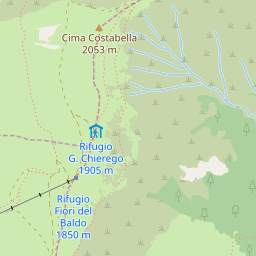 Cima Costabella
2053 m
Rifugio
G. Chierego
1905 m
Rifugio
Fiori del
Baldo
1850 m